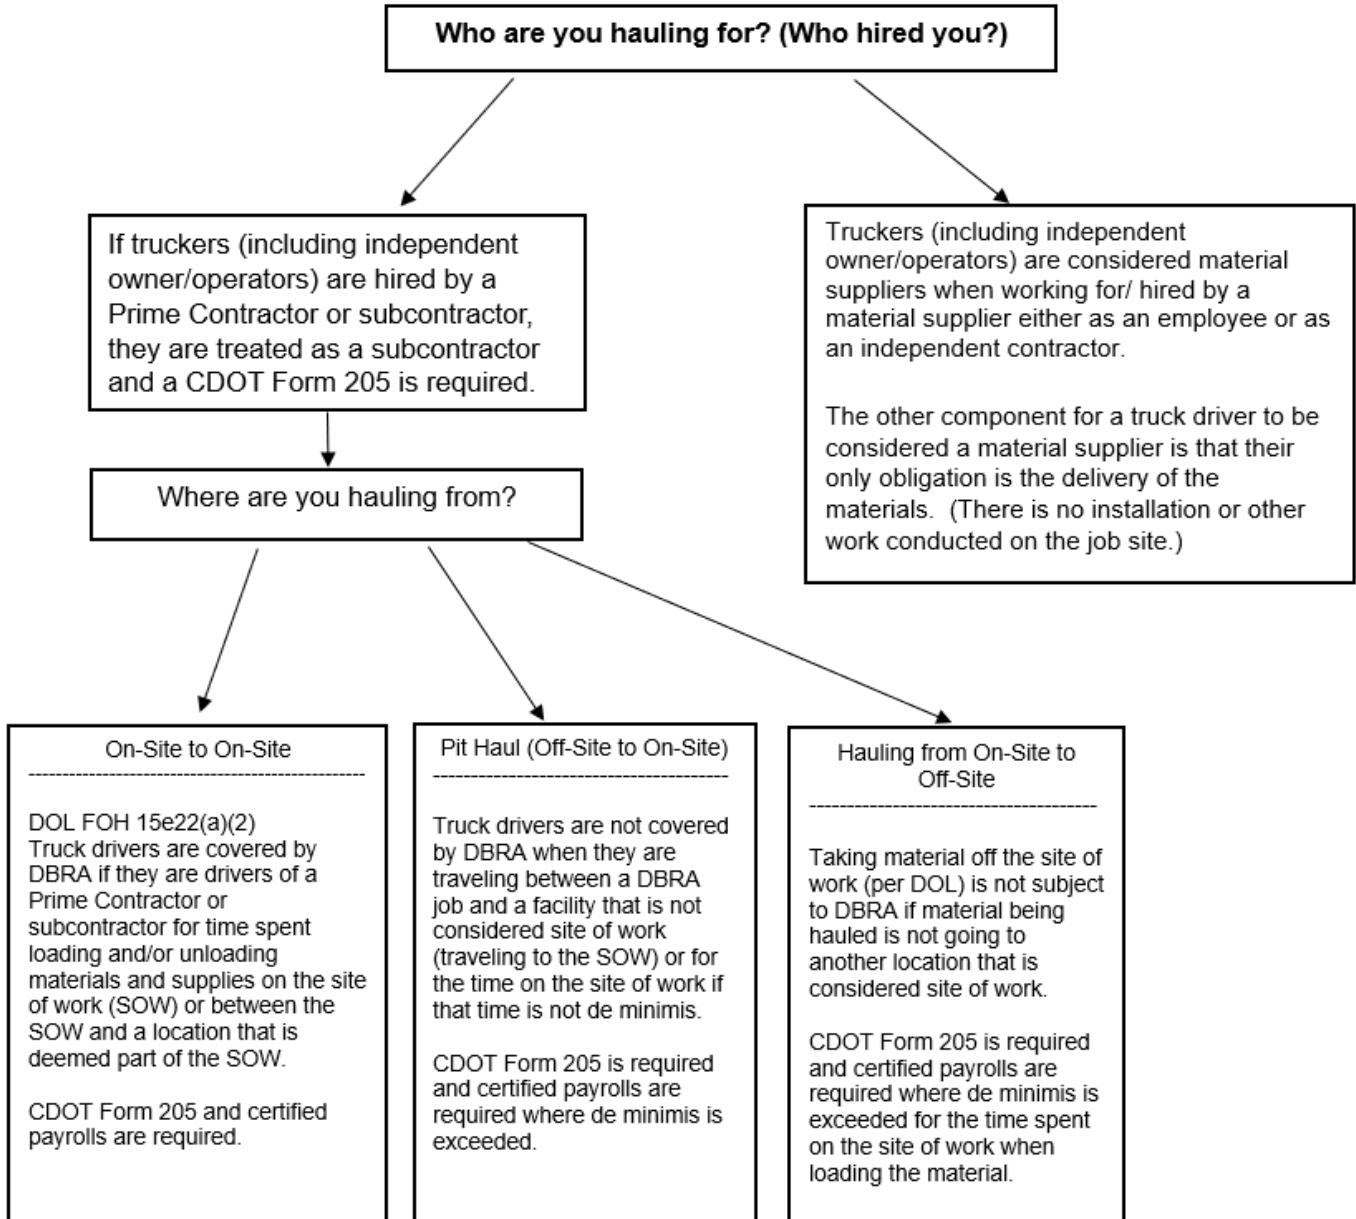 Who are you hauling for? (Who hired you?)
If truckers (including independent
owner/operators) are hired by a
Prime Contractor or subcontractor,
they are treated as a subcontractor
and a CDOT Form 205 is required.
Truckers (including independent
owner/operators) are considered material
suppliers when working for/ hired by a
material supplier either as an employee or as
an independent contractor.
The other component for a truck driver to be
considered a material supplier is that their
only obligation is the delivery of the
materials.  (There is no installation or other
work conducted on the job site.)
Where are you hauling from?
On-Site to On-Site
--------------------------------------------------
DOL FOH 15e22(a)(2)
Truck drivers are covered by
DBRA if they are drivers of a
Prime Contractor or
subcontractor for time spent
loading and/or unloading
materials and supplies on the site
of work (SOW) or between the
SOW and a location that is
deemed part of the SOW.
CDOT Form 205 and certified
payrolls are required.
Pit Haul (Off-Site to On-Site)
----------------------------------------
Truck drivers are not covered
by DBRA when they are
traveling between a DBRA
job and a facility that is not
considered site of work
(traveling to the SOW) or for
the time on the site of work if
that time is not de minimis.
CDOT Form 205 is required
and certified payrolls are
required where de minimis is
exceeded.
Hauling from On-Site to
Off-Site
---------------------------------------
Taking material off the site of
work (per DOL) is not subject
to DBRA if material being
hauled is not going to
another location that is
considered site of work.
CDOT Form 205 is required
and certified payrolls are
required where de minimis is
exceeded for the time spent
on the site of work when
loading the material.